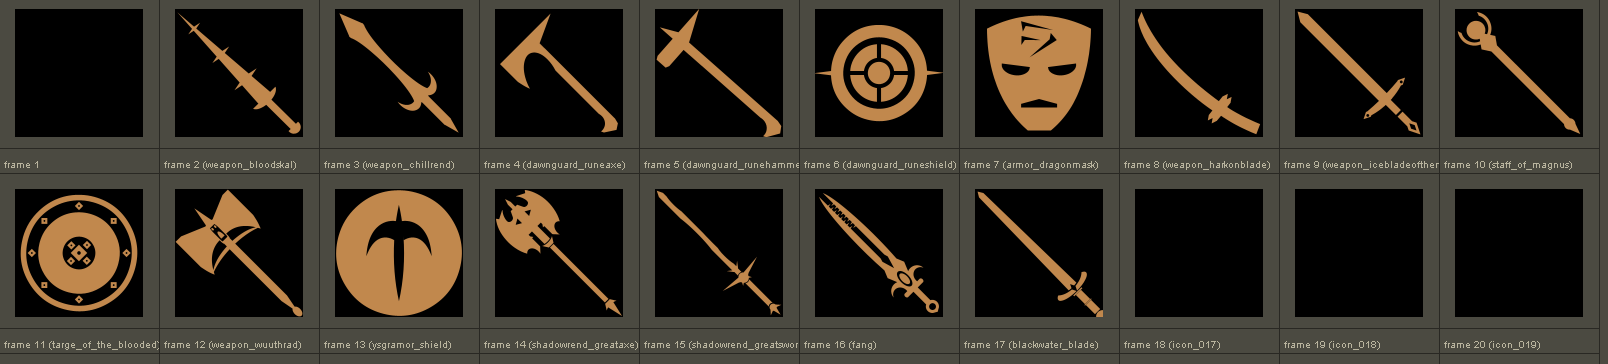 frame 1
frame 2 (weapon_bloodskal)
frame 3 (weapon_chillrend)
frame 4 (dawnguard_runeaxe)
frame 5 (dawnguard_runehamme
frame 6 (dawnguard_runeshield)
frame 7 (armor_dragonmask)
frame 8 (weapon_harkonblade)
frame 9 (weapon_icebladeofther
frame 10 (staff_of_magnus)
frame 11 (targe_of_the_blooded)
frame 12 (weapon_wuuthrad)
frame 13 (ysgramor_shield)
frame 14 (shadowrend_greataxe)
frame 15 (shadowrend_greatswor
frame 16 (fang)
frame 17 (blackwater_blade)
frame 18 (icon_017)
frame 19 (icon_018)
frame 20 (icon_019)